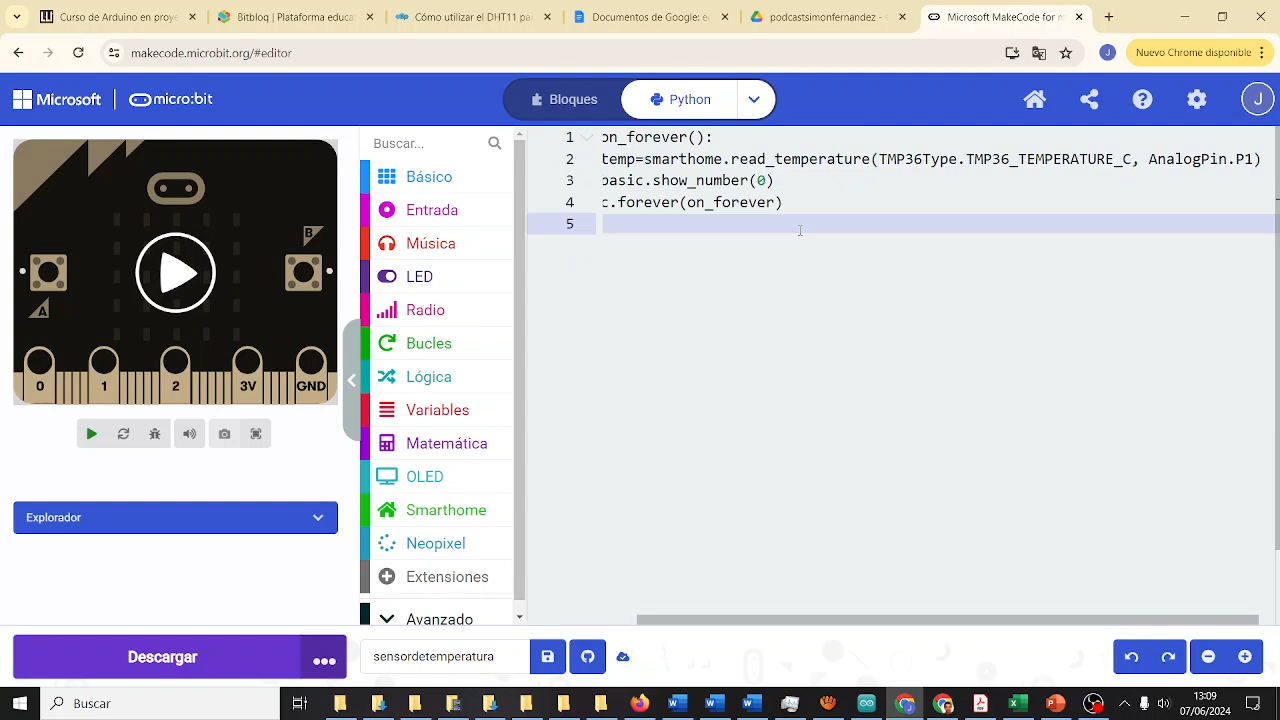 Curso de Arduino en proye
Bitbloq | Plataforma educa
Cómo utilizar el DHT11 pa
Documentos de Google: e
podcastsimonfernandez - 
Microsoft MakeCode for m
makecode.microbit.org/#editor
J
Nuevo Chrome disponible
Microsoft
micro:bit
Bloques
Python
J
Buscar...
Básico
Entrada
Música
LED
Radio
Bucles
Lógica
Variables
Matemática
OLED
Smarthome
Neopixel
Extensiones
Avanzado
A
B
0 1 2 3V GND
Explorador
1 on_forever():
2 temp=smarthome.read_temperature(TMP36Type.TMP36_TEMPERATURE_C, AnalogPin.P1)
3 basic.show_number(0)
4 c.forever(on_forever)
5
Descargar
sensordetemperatura
Buscar
13:09
07/06/2024